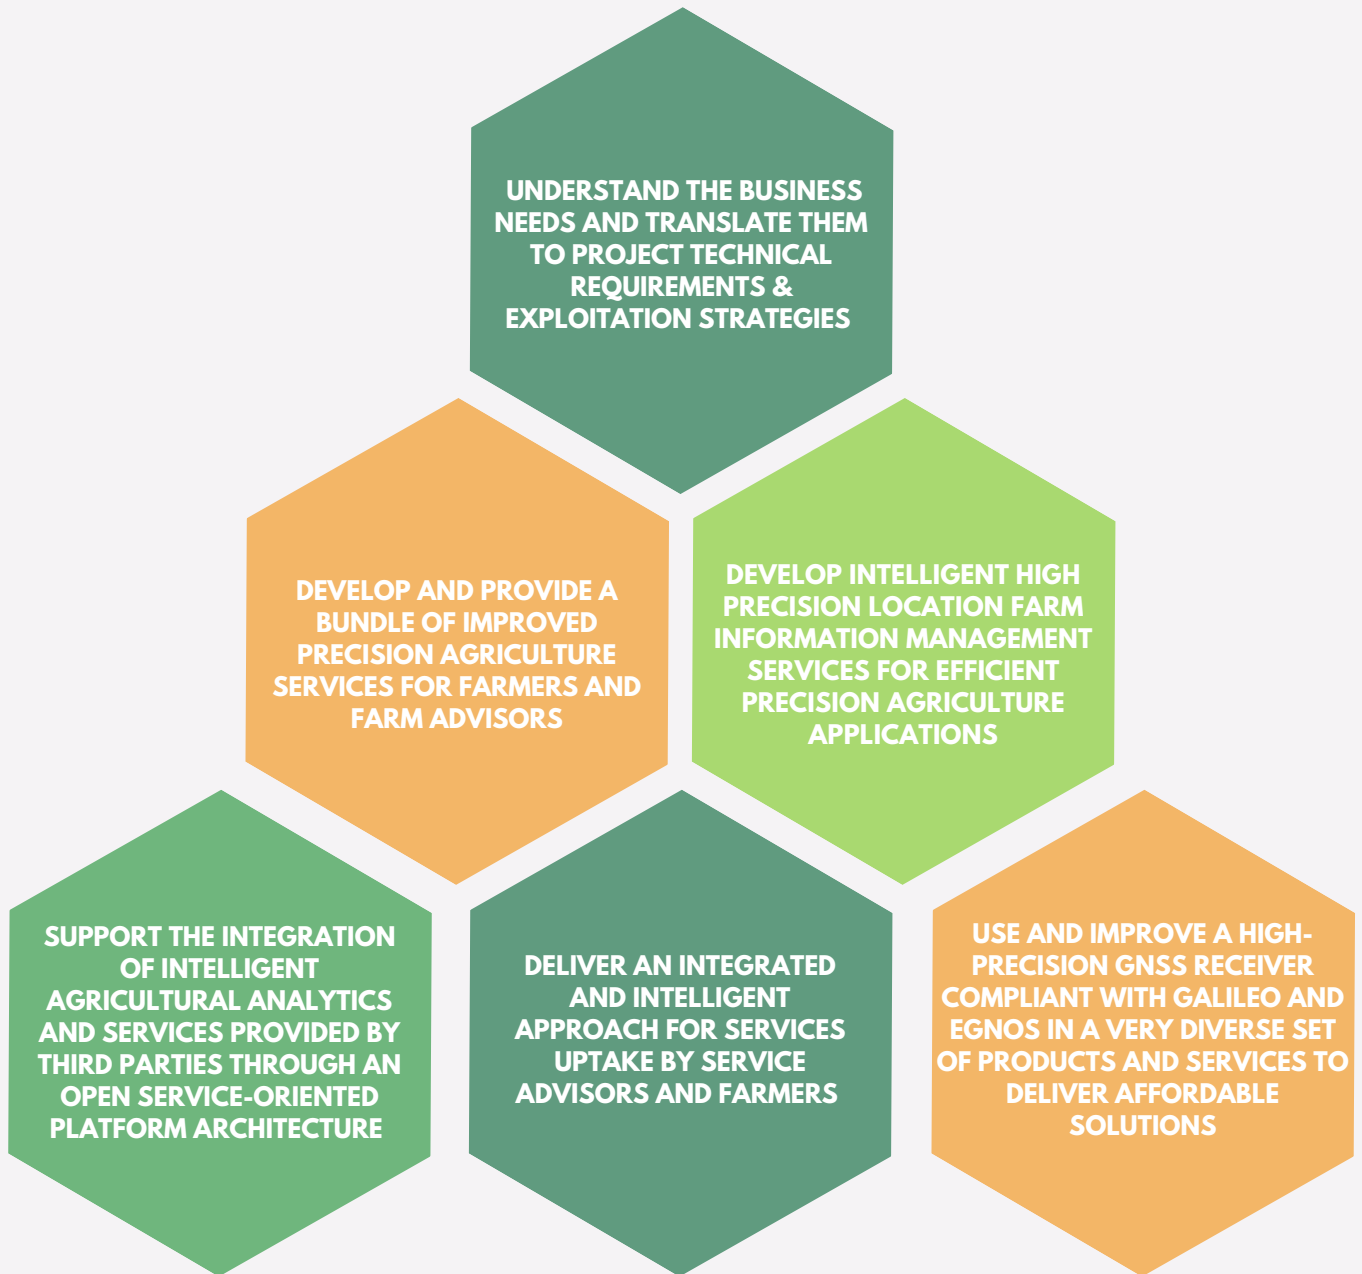 UNDERSTAND THE BUSINESS
NEEDS AND TRANSLATE THEM
TO PROJECT TECHNICAL
REQUIREMENTS &
EXPLOITATION STRATEGIES
DEVELOP AND PROVIDE A
BUNDLE OF IMPROVED
PRECISION AGRICULTURE
SERVICES FOR FARMERS AND
FARM ADVISORS
DEVELOP INTELLIGENT HIGH
PRECISION LOCATION FARM
INFORMATION MANAGEMENT
SERVICES FOR EFFICIENT
PRECISION AGRICULTURE
APPLICATIONS
SUPPORT THE INTEGRATION
OF INTELLIGENT
AGRICULTURAL ANALYTICS
AND SERVICES PROVIDED BY
THIRD PARTIES THROUGH AN
OPEN SERVICE-ORIENTED
PLATFORM ARCHITECTURE
DELIVER AN INTEGRATED
AND INTELLIGENT
APPROACH FOR SERVICES
UPTAKE BY SERVICE
ADVISORS AND FARMERS
USE AND IMPROVE A HIGH-
PRECISION GNSS RECEIVER
COMPLIANT WITH GALILEO AND
EGNOS IN A VERY DIVERSE SET
OF PRODUCTS AND SERVICES TO
DELIVER AFFORDABLE
SOLUTIONS